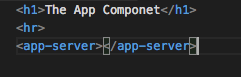 <h1>The App Componet</h1>
<hr>
<app-server></app-server>